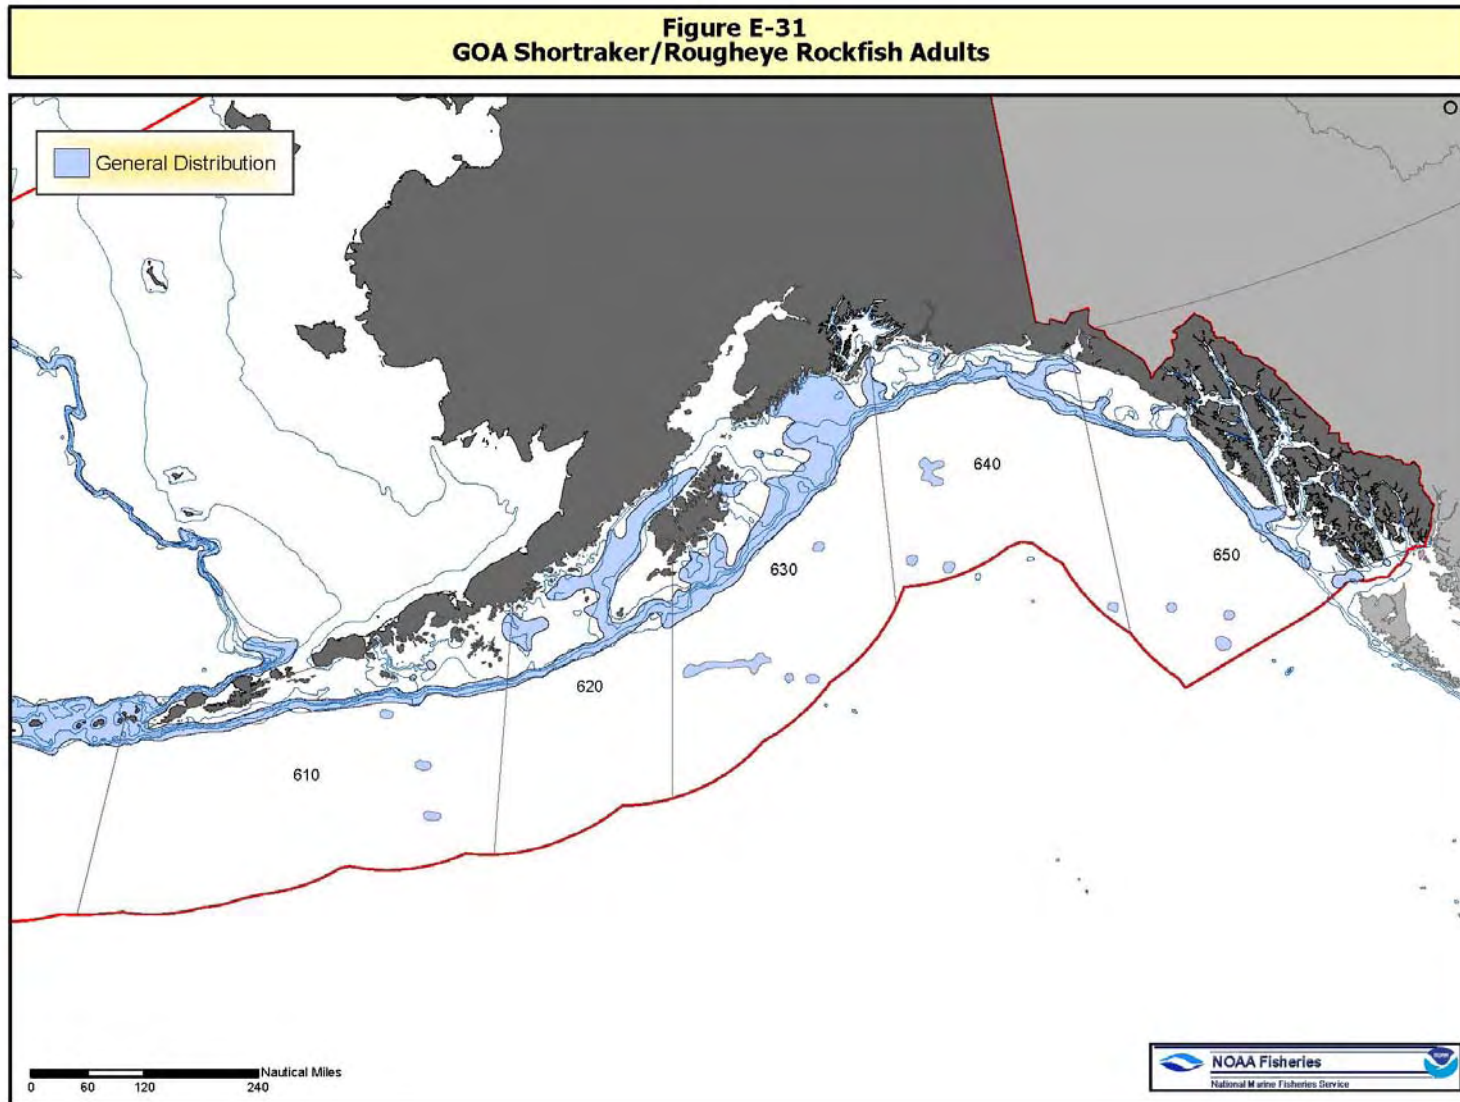 Figure E-31
GOA Shortraker/Rougheye Rockfish Adults
General Distribution
640
650
630
620
610
Nautical Miles
0 60 120 240
NOAA Fisheries
National Marine Fisheries Service